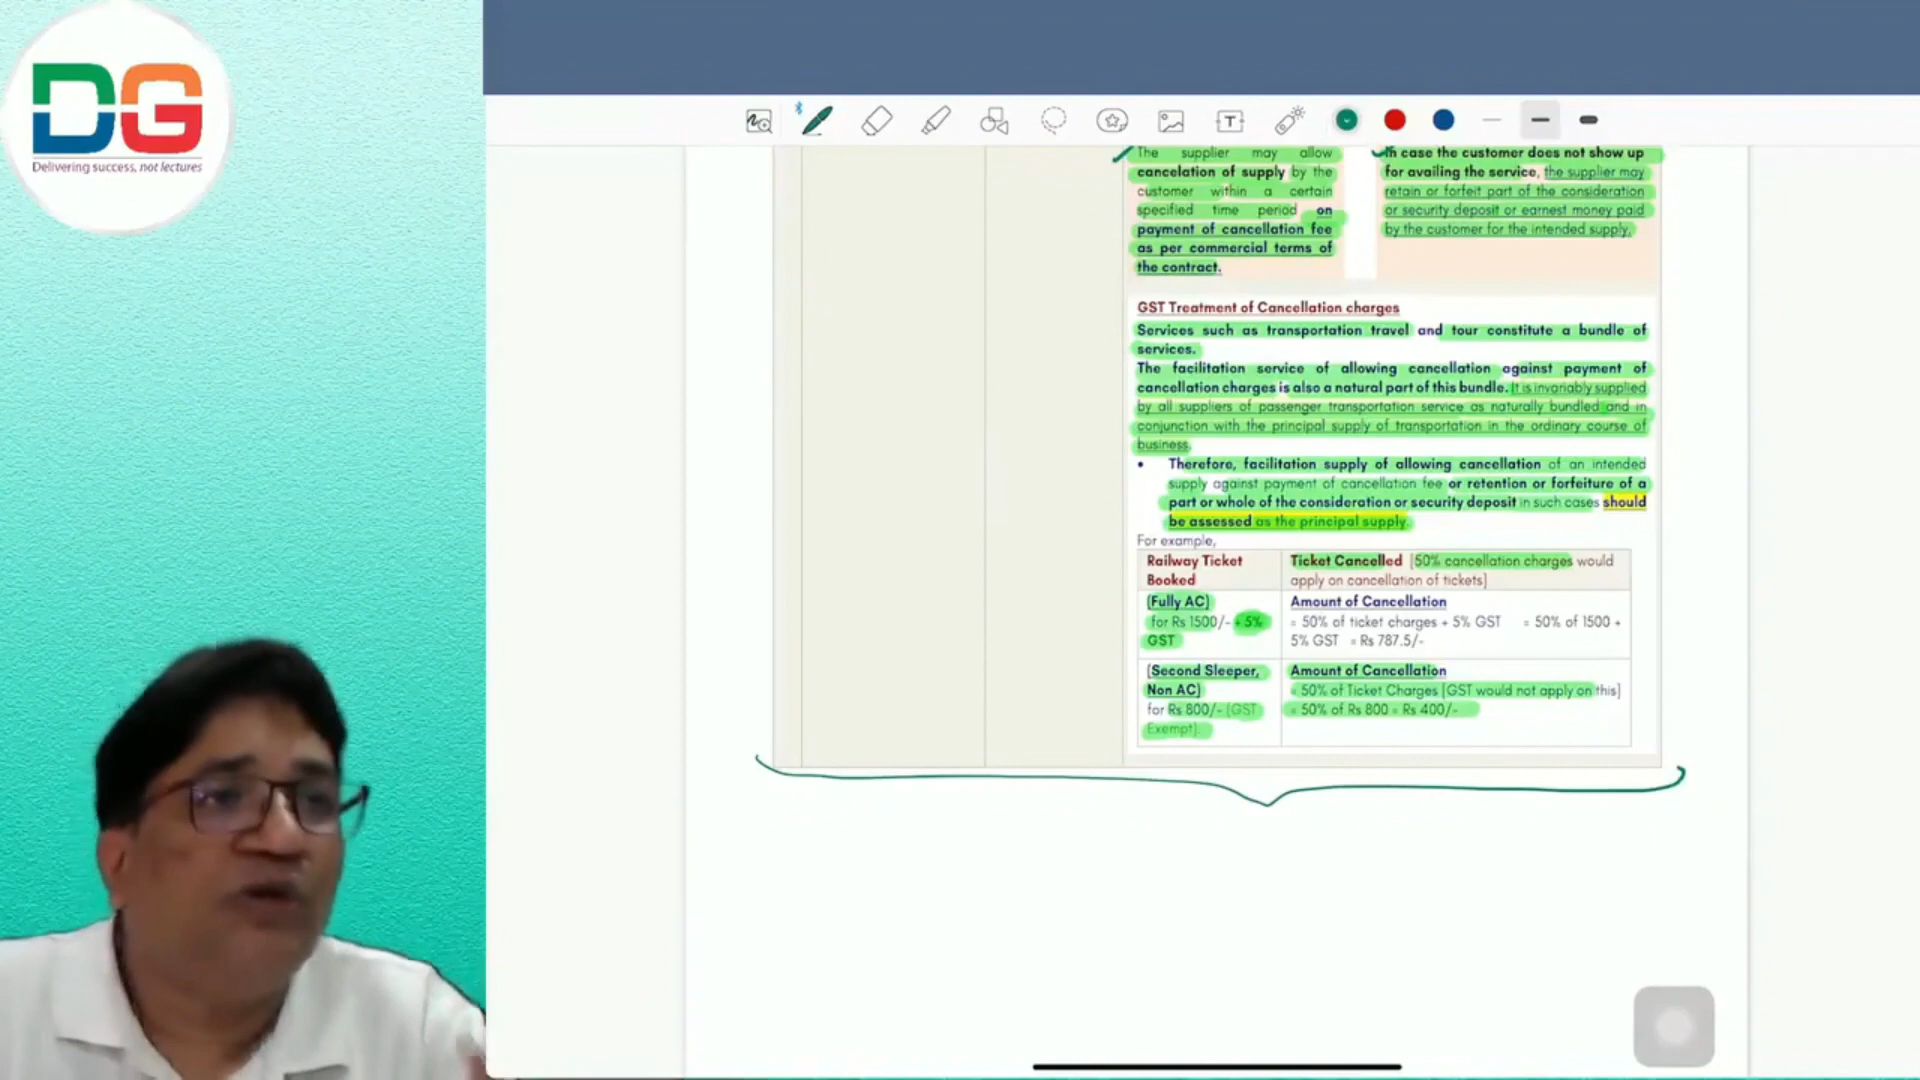 DG
Delivering success, not lectures
T
The supplier may allow
cancelation of supply by the
customer within a certain
specified time period on
payment of cancellation fee
as per commercial terms of
the contract.
In case the customer does not show up
for availing the service, the supplier may
retain or forfeit part of the consideration
or security deposit or earnest money paid
by the customer for the intended supply.
GST Treatment of Cancellation charges
Services such as transportation travel and tour constitute a bundle of
services.
The facilitation service of allowing cancellation against payment of
cancellation charges is also a natural part of this bundle. It is invariably supplied
by all suppliers of passenger transportation service as naturally bundled and in
conjunction with the principal supply of transportation in the ordinary course of
business.
• Therefore, facilitation supply of allowing cancellation of an intended
supply against payment of cancellation fee or retention or forfeiture of a
part or whole of the consideration or security deposit in such cases should
be assessed as the principal supply.
For example,
Railway Ticket
Booked
Ticket Cancelled [50% cancellation charges would
apply on cancellation of tickets]
(Fully AC)
for Rs 1500/- + 5%
GST
Amount of Cancellation
= 50% of ticket charges + 5% GST = 50% of 1500 +
5% GST = Rs 787.5/-
(Second Sleeper,
Non AC)
for Rs 800/- (GST
Exempt).
Amount of Cancellation
= 50% of Ticket Charges [GST would not apply on this]
= 50% of Rs 800 = Rs 400/-